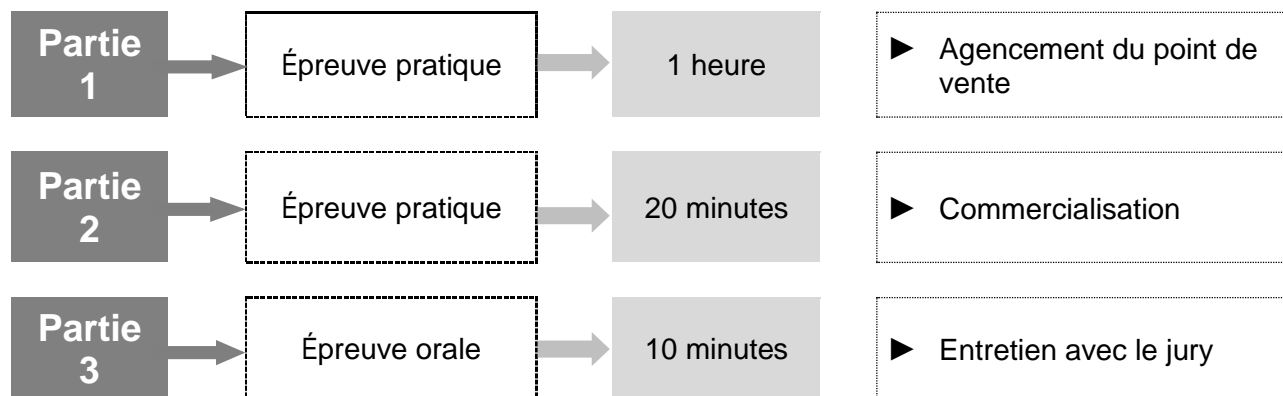 Partie
1
Épreuve pratique
1 heure
► Agencement du point de
vente
Partie
2
Épreuve pratique
20 minutes
► Commercialisation
Partie
3
Épreuve orale
10 minutes
► Entretien avec le jury